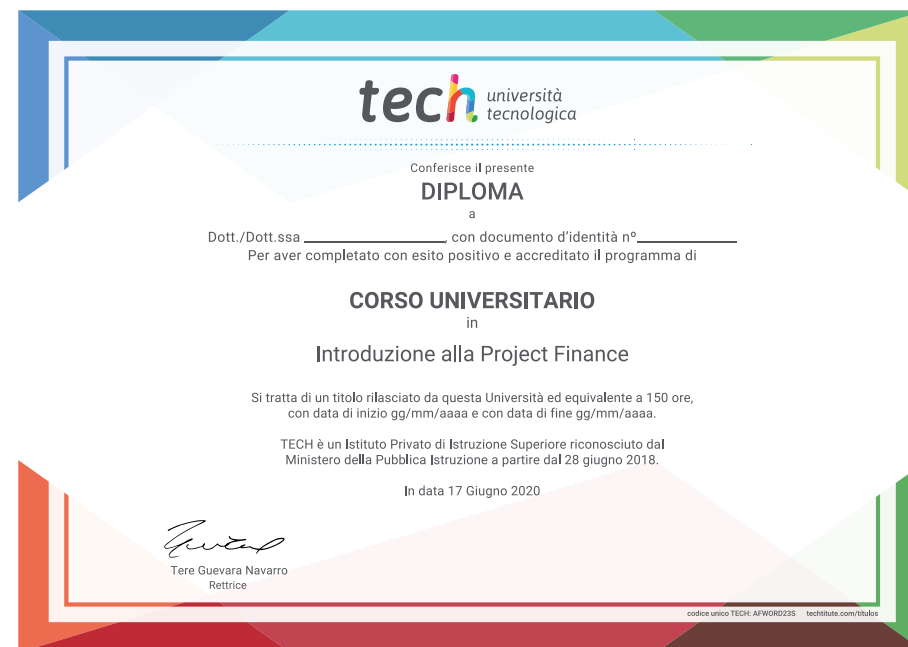 tech università
tecnologica
Conferisce il presente
DIPLOMA
a
Dott./Dott.ssa ____________________, con documento d'identità nº______________
Per aver completato con esito positivo e accreditato il programma di
CORSO UNIVERSITARIO
in
Introduzione alla Project Finance
Si tratta di un titolo rilasciato da questa Università ed equivalente a 150 ore,
con data di inizio gg/mm/aaaa e con data di fine gg/mm/aaaa.
TECH è un Istituto Privato di Istruzione Superiore riconosciuto dal
Ministero della Pubblica Istruzione a partire dal 28 giugno 2018.
In data 17 Giugno 2020
Tere Guevara Navarro
Rettrice
codice unico TECH: AFWORD23S techtitute.com/títulos